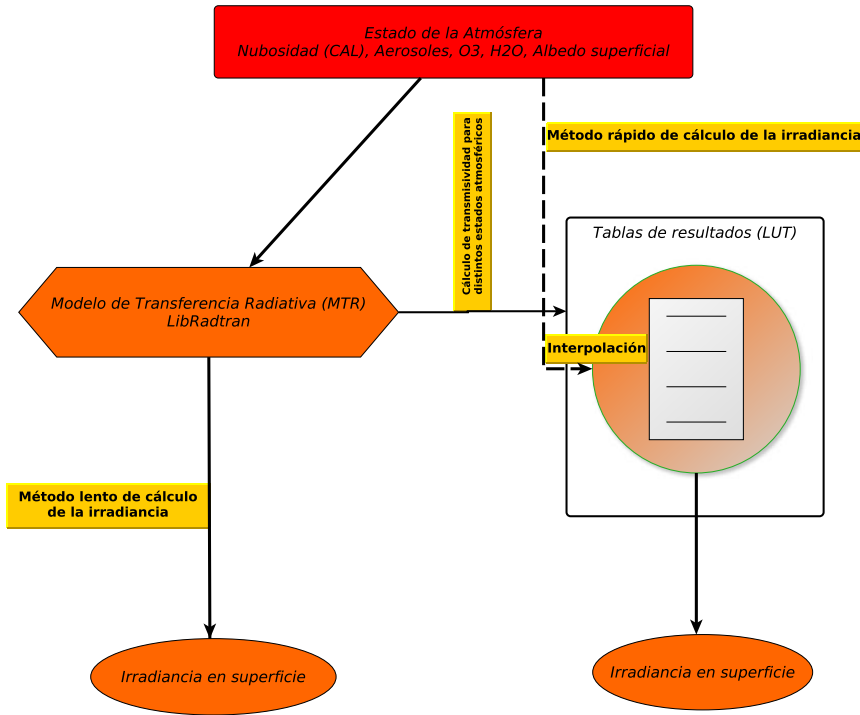 Estado de la Atmósfera
Nubosidad (CAL), Aerosoles, O3, H2O, Albedo superficial
Método rápido de cálculo de la irradiancia
Cálculo de transmisividad para
distintos estados atmosféricos
Tablas de resultados (LUT)
Modelo de Transferencia Radiativa (MTR)
LibRadtran
Interpolación
Método lento de cálculo
de la irradiancia
Irradiancia en superficie
Irradiancia en superficie